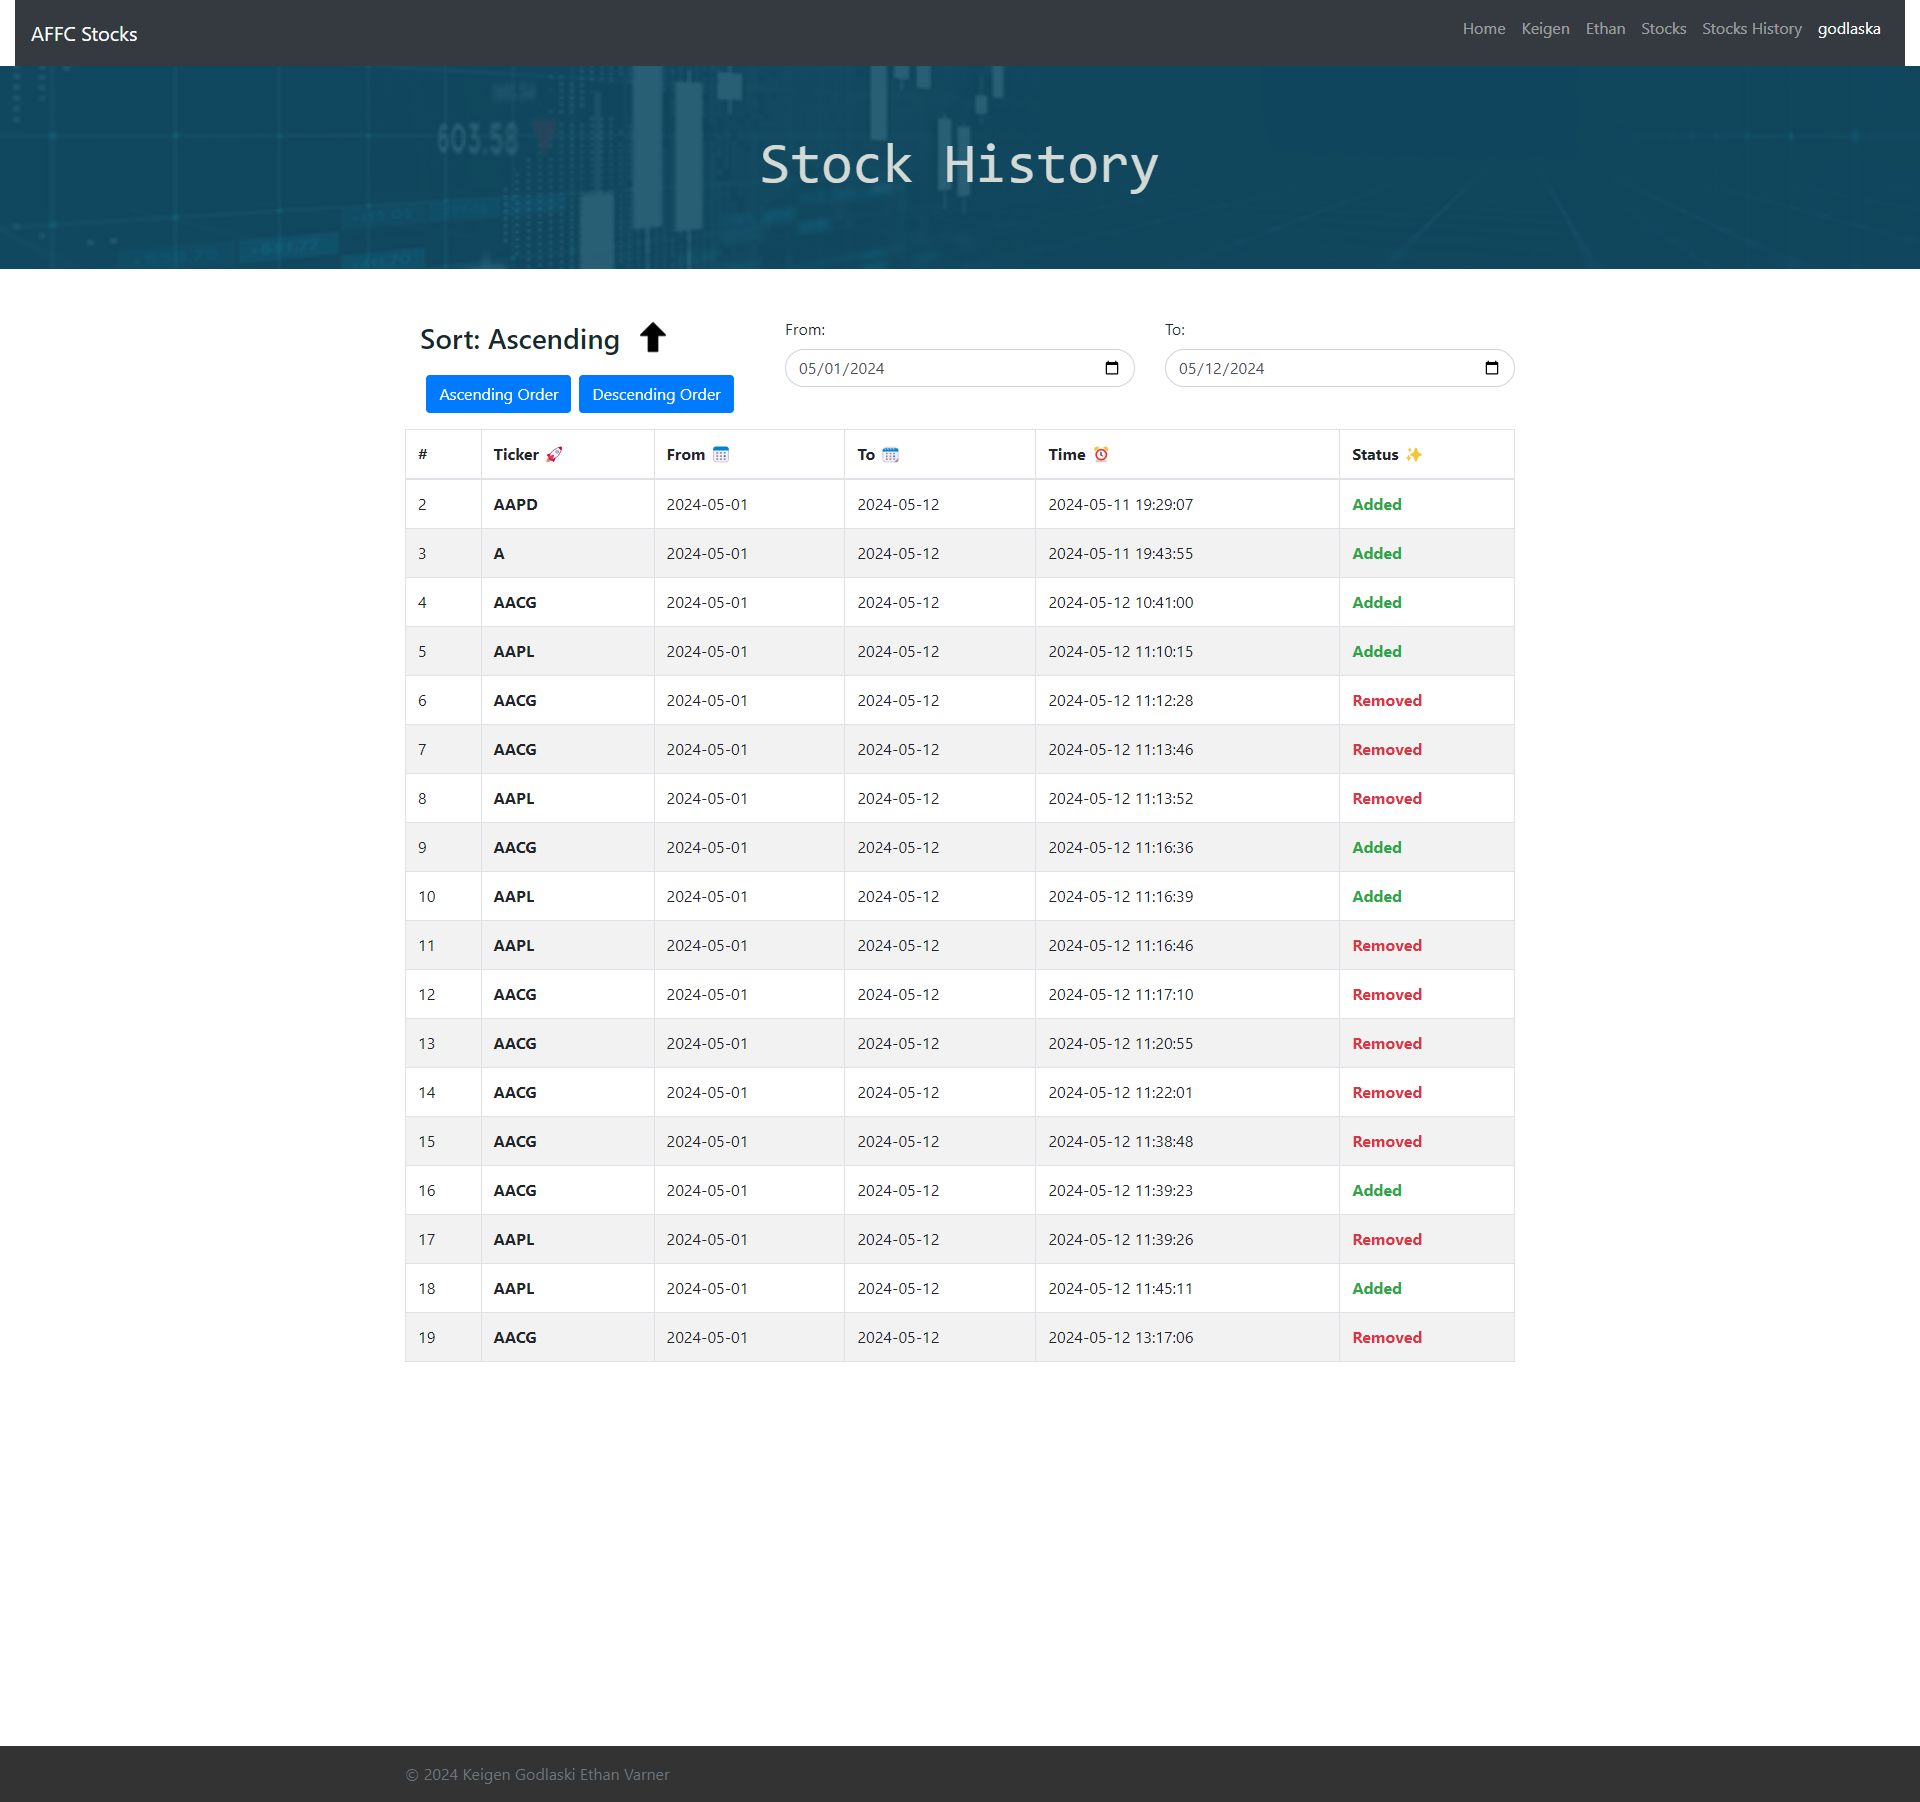 AFFC Stocks
Home Keigen Ethan Stocks Stocks History godlaska
603.58
Stock History
Sort: Ascending
From:
To:
05/01/2024
05/12/2024
Ascending Order Descending Order
# Ticker 🚀 From 📅 To 📆 Time ⏰ Status ✨
2 AAPD 2024-05-01 2024-05-12 2024-05-11 19:29:07 Added
3 A 2024-05-01 2024-05-12 2024-05-11 19:43:55 Added
4 AACG 2024-05-01 2024-05-12 2024-05-12 10:41:00 Added
5 AAPL 2024-05-01 2024-05-12 2024-05-12 11:10:15 Added
6 AACG 2024-05-01 2024-05-12 2024-05-12 11:12:28 Removed
7 AACG 2024-05-01 2024-05-12 2024-05-12 11:13:46 Removed
8 AAPL 2024-05-01 2024-05-12 2024-05-12 11:13:52 Removed
9 AACG 2024-05-01 2024-05-12 2024-05-12 11:16:36 Added
10 AAPL 2024-05-01 2024-05-12 2024-05-12 11:16:39 Added
11 AAPL 2024-05-01 2024-05-12 2024-05-12 11:16:46 Removed
12 AACG 2024-05-01 2024-05-12 2024-05-12 11:17:10 Removed
13 AACG 2024-05-01 2024-05-12 2024-05-12 11:20:55 Removed
14 AACG 2024-05-01 2024-05-12 2024-05-12 11:22:01 Removed
15 AACG 2024-05-01 2024-05-12 2024-05-12 11:38:48 Removed
16 AACG 2024-05-01 2024-05-12 2024-05-12 11:39:23 Added
17 AAPL 2024-05-01 2024-05-12 2024-05-12 11:39:26 Removed
18 AAPL 2024-05-01 2024-05-12 2024-05-12 11:45:11 Added
19 AACG 2024-05-01 2024-05-12 2024-05-12 13:17:06 Removed
© 2024 Keigen Godlaski Ethan Varner